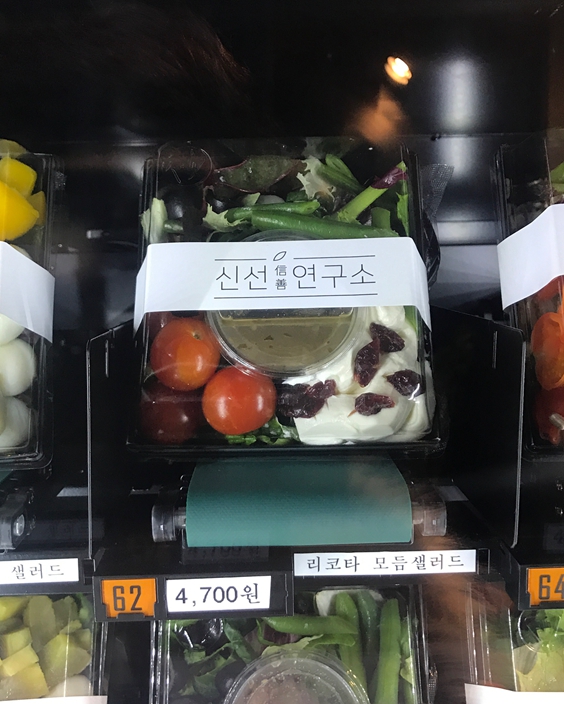 신선 信善 연구소
샐러드
리코타 모듬샐러드
62
4,700원
64